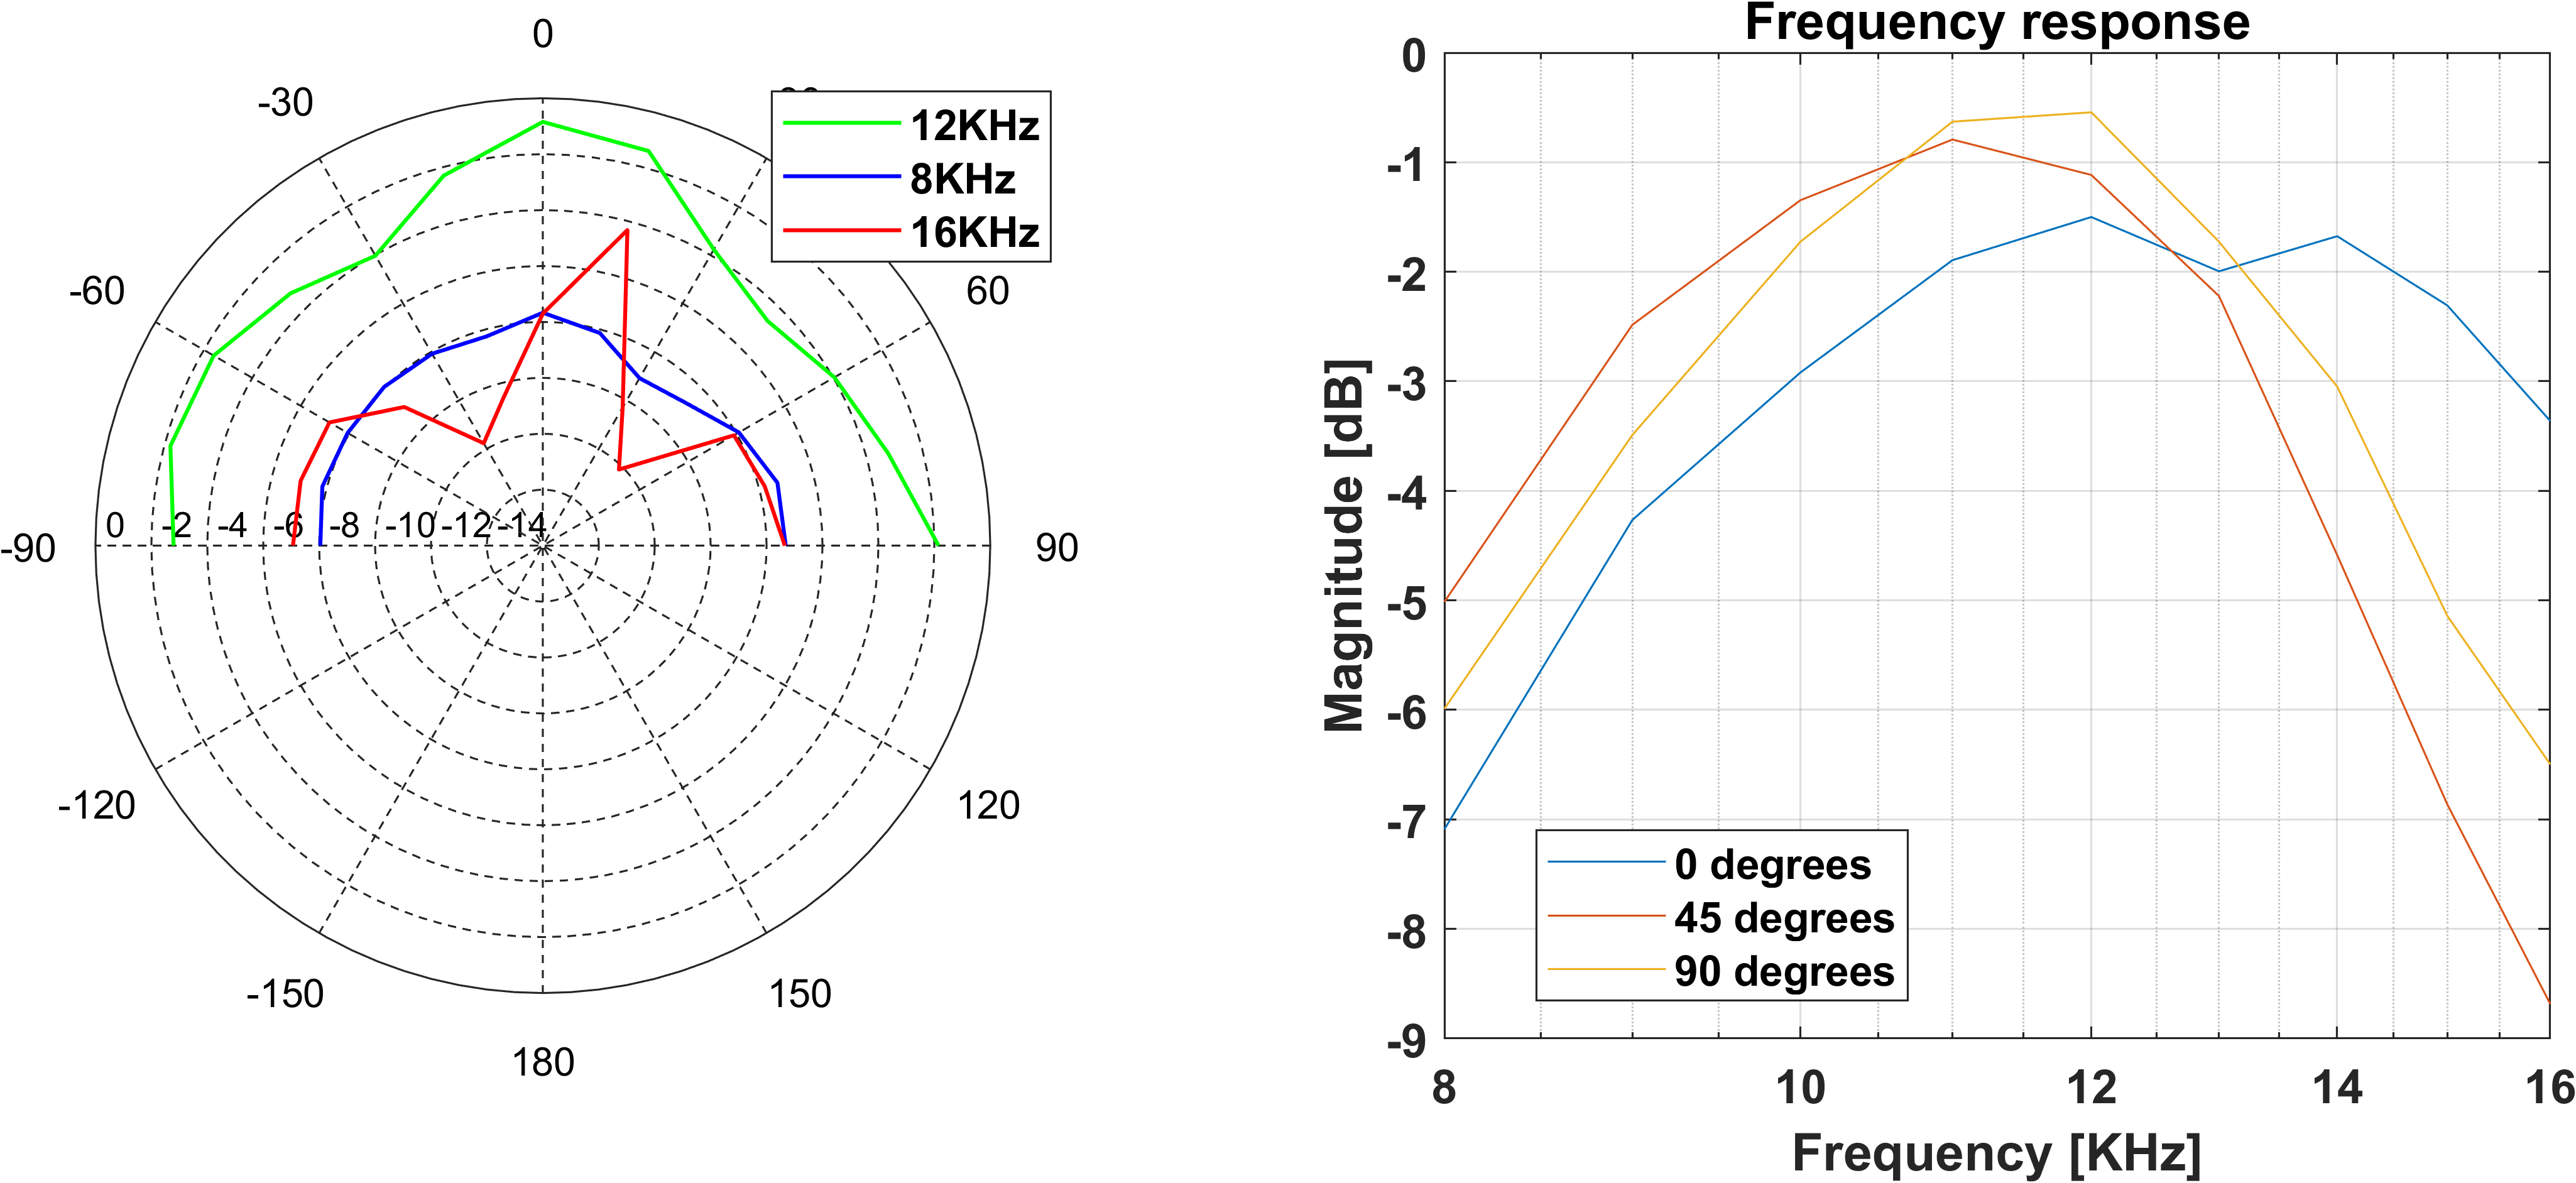 0
-30
12KHz
8KHz
16KHz
-60
60
0 -2 -4 -6 -8 -10 -12 -14
-90
90
-120
120
-150
150
180
Frequency response
0
-1
-2
-3
-4
-5
-6
-7
-8
-9
Magnitude [dB]
0 degrees
45 degrees
90 degrees
8 10 12 14 16
Frequency [KHz]